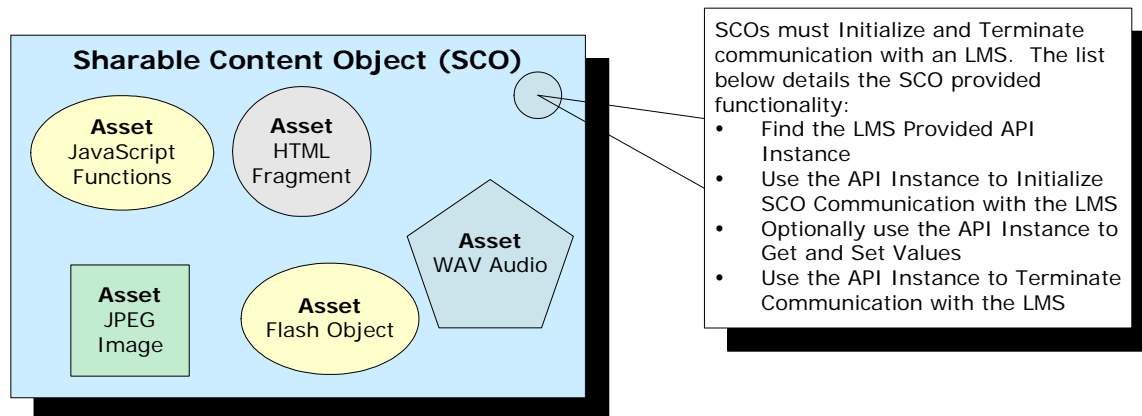 Sharable Content Object (SCO)
Asset
JavaScript
Functions
Asset
HTML
Fragment
Asset
WAV Audio
Asset
JPEG
Image
Asset
Flash Object
SCOs must Initialize and Terminate
communication with an LMS.  The list
below details the SCO provided
functionality:
• Find the LMS Provided API
Instance
• Use the API Instance to Initialize
SCO Communication with the LMS
• Optionally use the API Instance to
Get and Set Values
• Use the API Instance to Terminate
Communication with the LMS